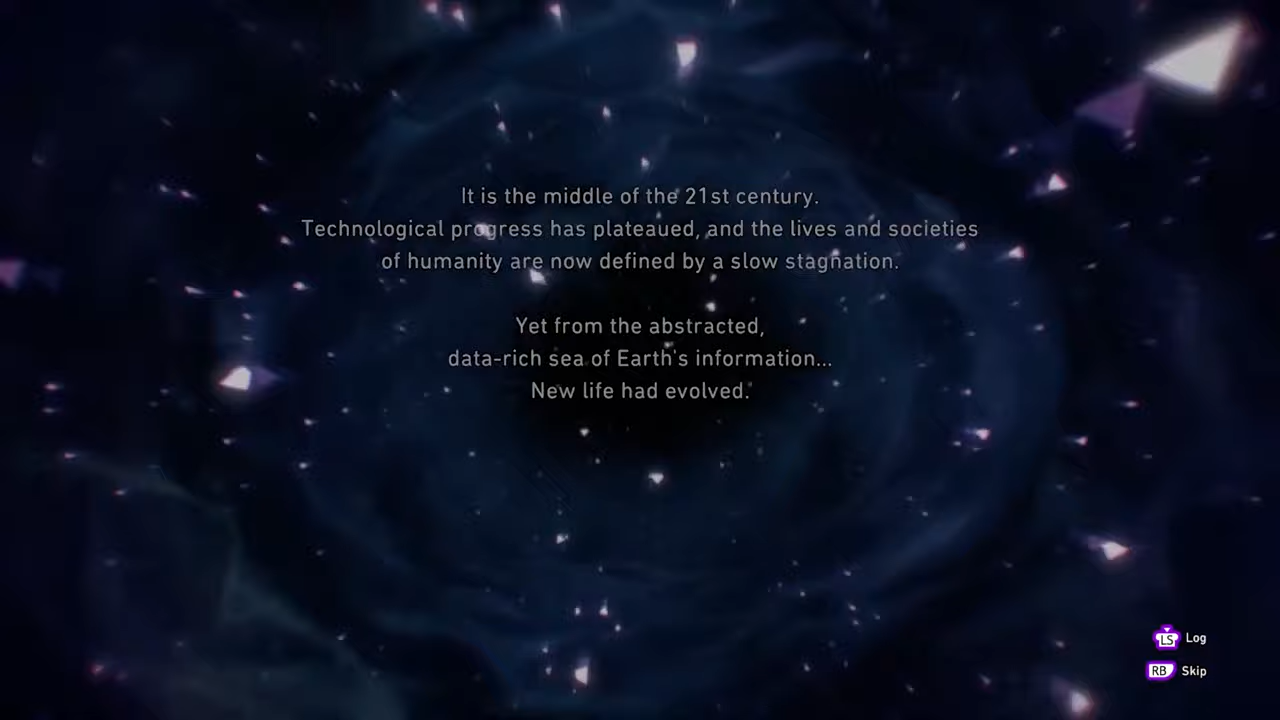 It is the middle of the 21st century.
Technological progress has plateaued, and the lives and societies
of humanity are now defined by a slow stagnation.
Yet from the abstracted,
data-rich sea of Earth's information...
New life had evolved.
LS Log
RB Skip